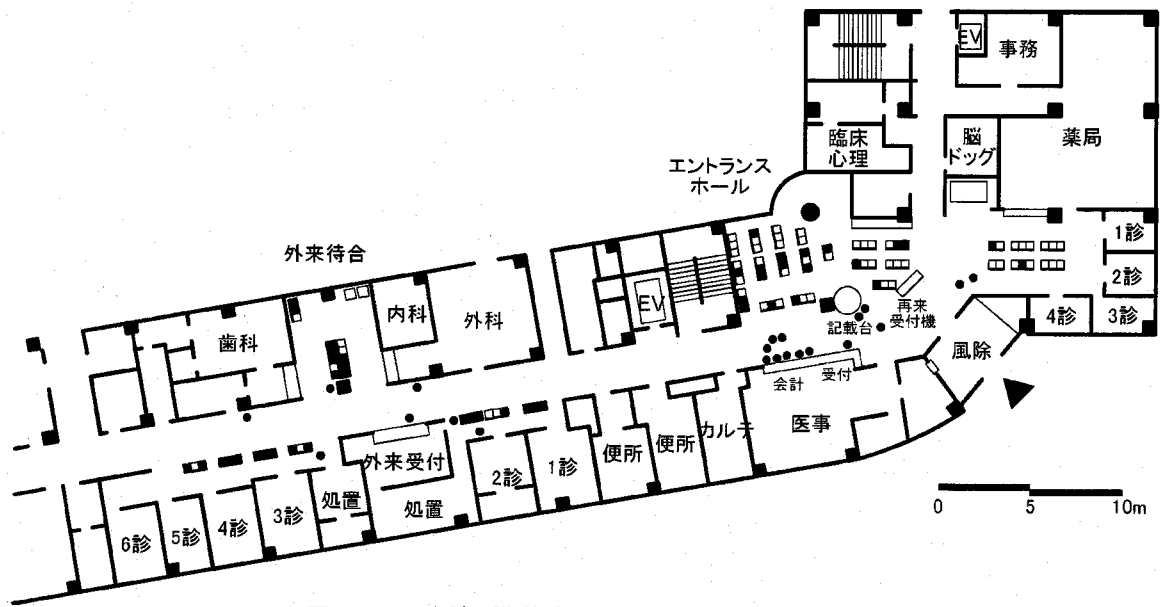 EV
事務
臨床
心理
脳
ドッグ
薬局
エントランス
ホール
1診
2診
3診
4診
外来待合
内科
外科
EV
歯科
再来
受付機
記載台
風除
会計
受付
医事
カルテ
便所
便所
1診
2診
外来受付
処置
処置
3診
4診
5診
6診
0
5
10m